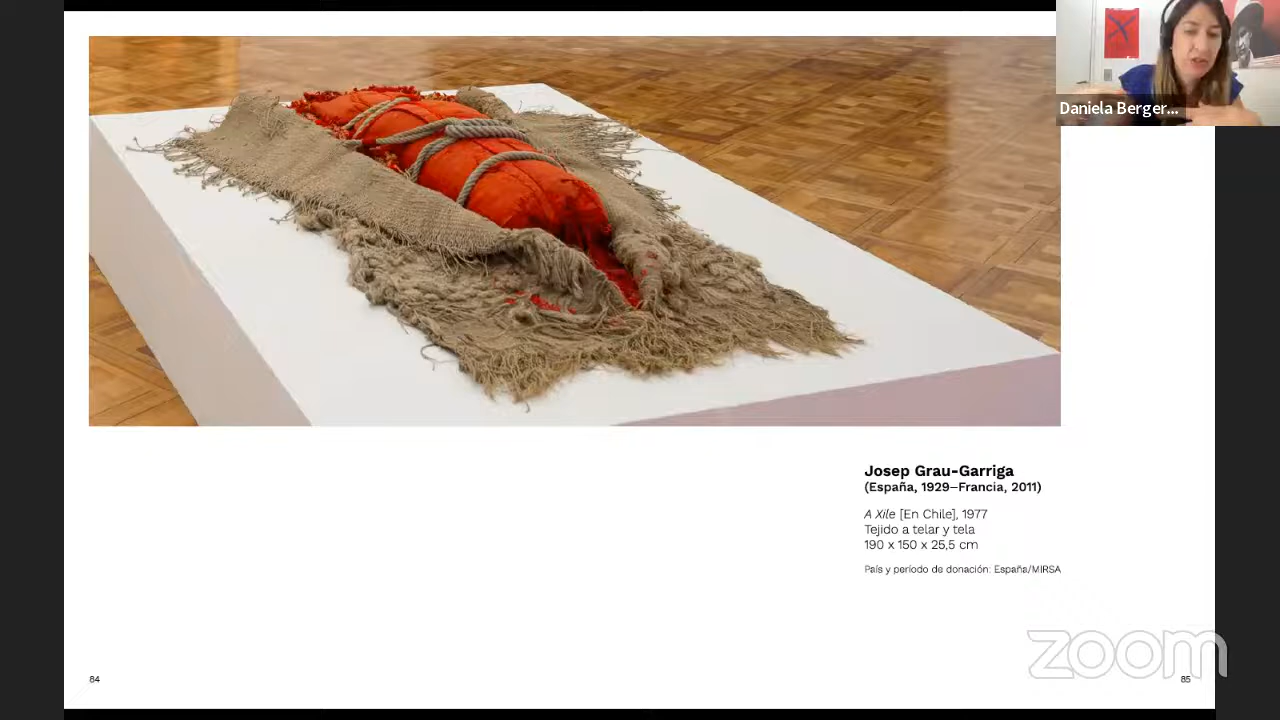 Daniela Berger...
Josep Grau-Garriga
(España, 1929–Francia, 2011)
A Xile [En Chile], 1977
Tejido a telar y tela
190 x 150 x 25,5 cm
País y período de donación: España/MIRSA
zoom
84
85